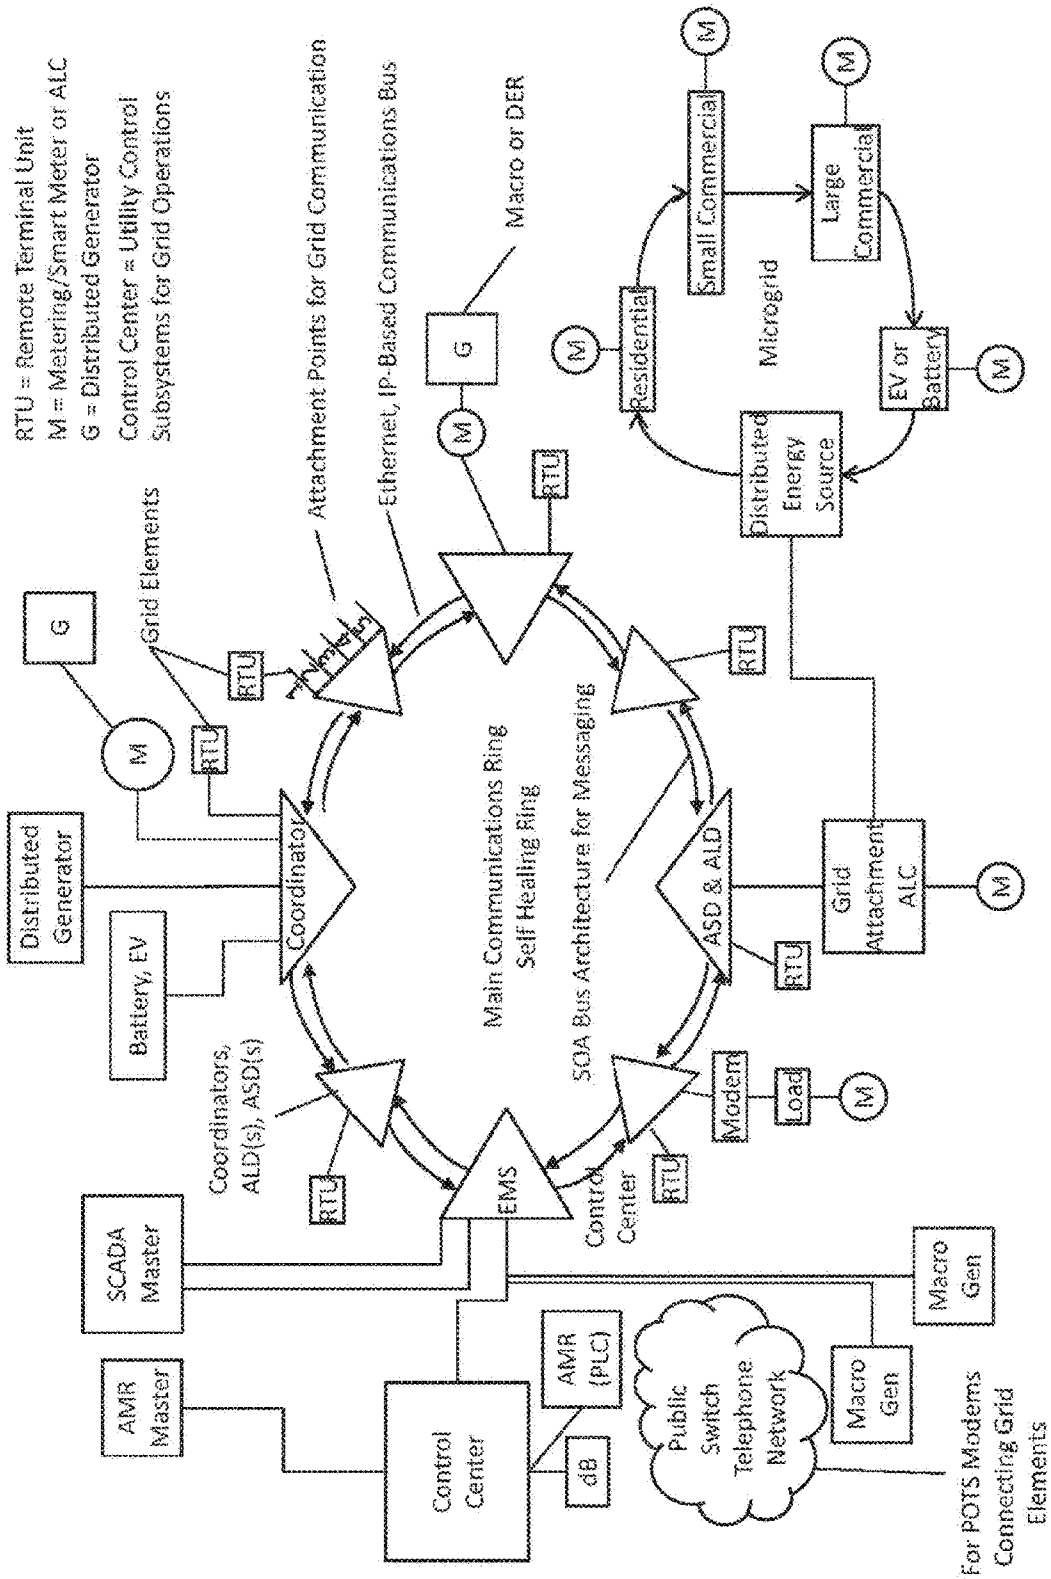 RTU = Remote Terminal Unit
M = Metering/Smart Meter or ALC
G = Distributed Generator
Control Center = Utility Control
Subsystems for Grid Operations
AMR
Master
SCADA
Master
Battery, EV
Distributed
Generator
M
G
RTU
RTU
Grid Elements
Attachment Points for Grid Communication
Ethernet, IP-Based Communications Bus
Coordinators,
ALD(s), ASD(s)
RTU
Coordinator
1
2
3
4
5
M
G
Macro or DER
RTU
Control
Center
dB
AMR
(PLC)
EMS
Control
Center
Main Communications Ring
Self Healing Ring
SOA Bus Architecture for Messaging
RTU
Modem
Load
M
ASD & ALD
RTU
RTU
Grid
Attachment
ALC
M
Public
Switch
Telephone
Network
Macro
Gen
Macro
Gen
For POTS Modems
Connecting Grid
Elements
Distributed
Energy
Source
Residential
M
Small Commercial
M
Large
Commercial
M
EV or
Battery
M
Microgrid